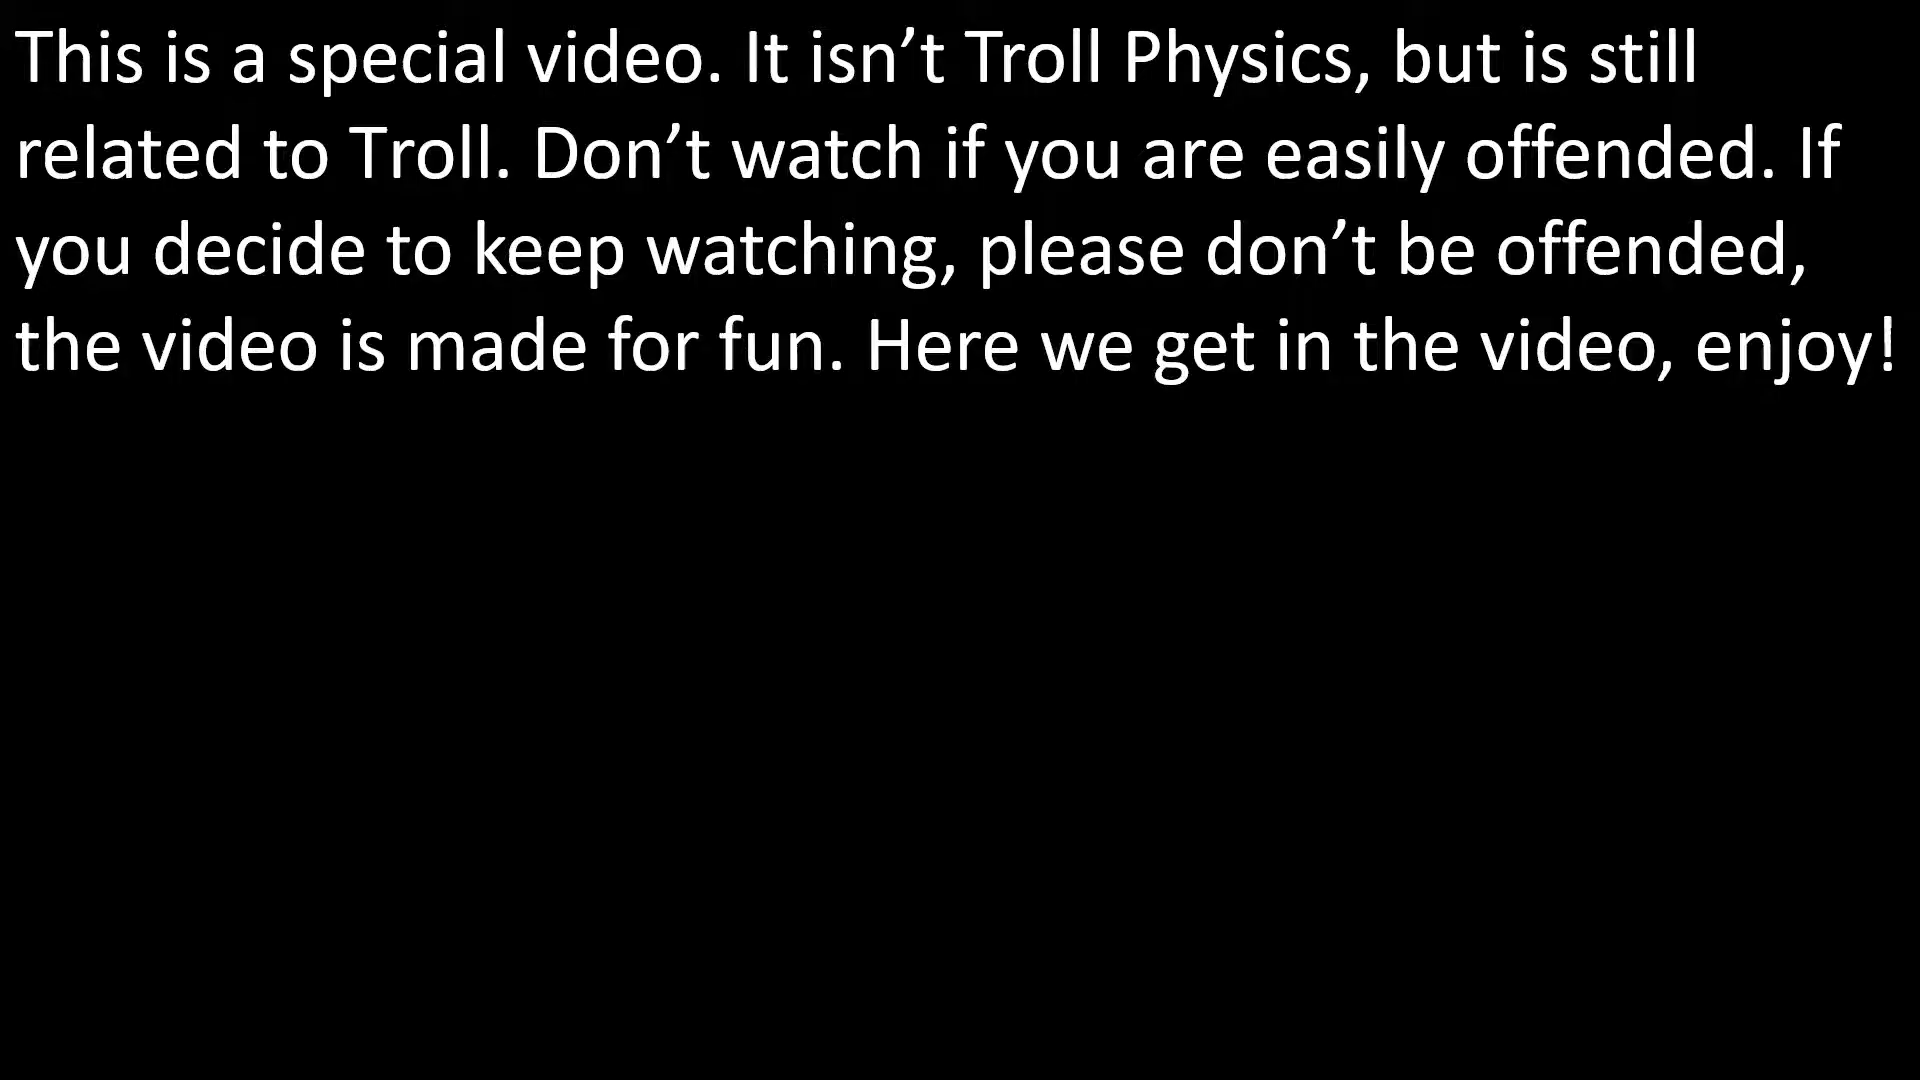 This is a special video. It isn’t Troll Physics, but is still
related to Troll. Don’t watch if you are easily offended. If
you decide to keep watching, please don’t be offended,
the video is made for fun. Here we get in the video, enjoy!